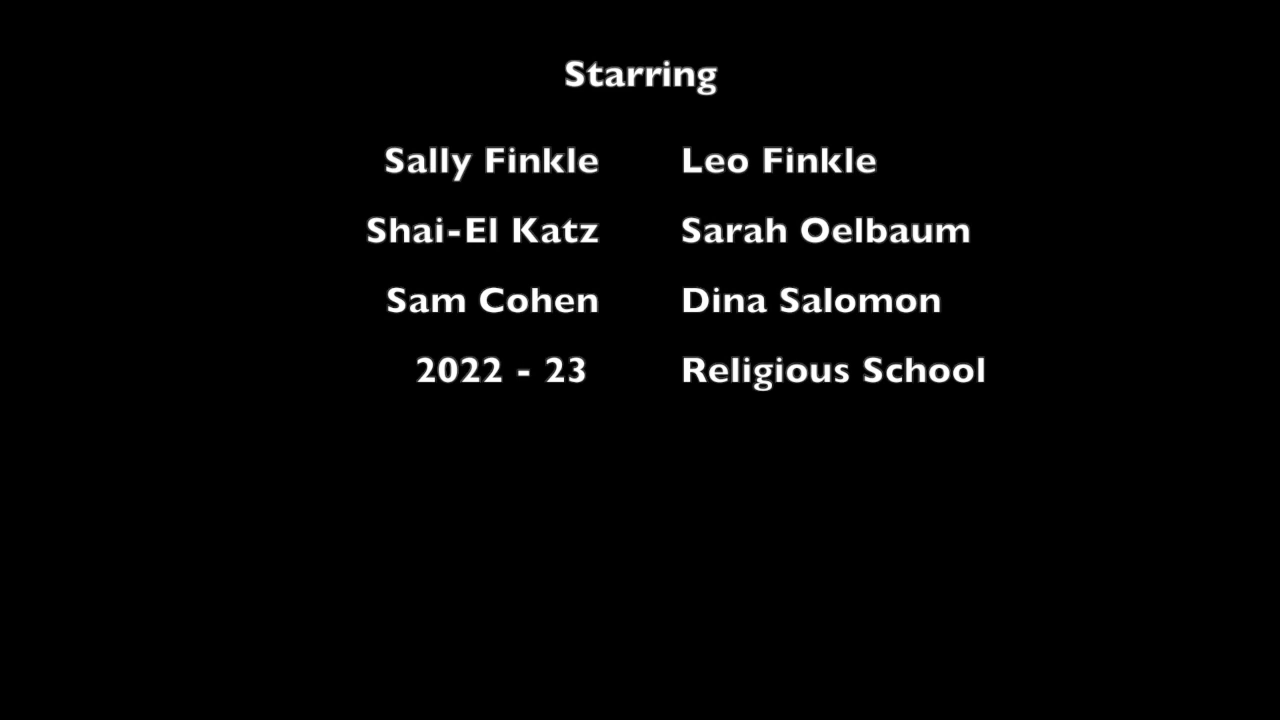 Starring
Sally Finkle Leo Finkle
Shai-El Katz Sarah Oelbaum
Sam Cohen Dina Salomon
2022 - 23 Religious School